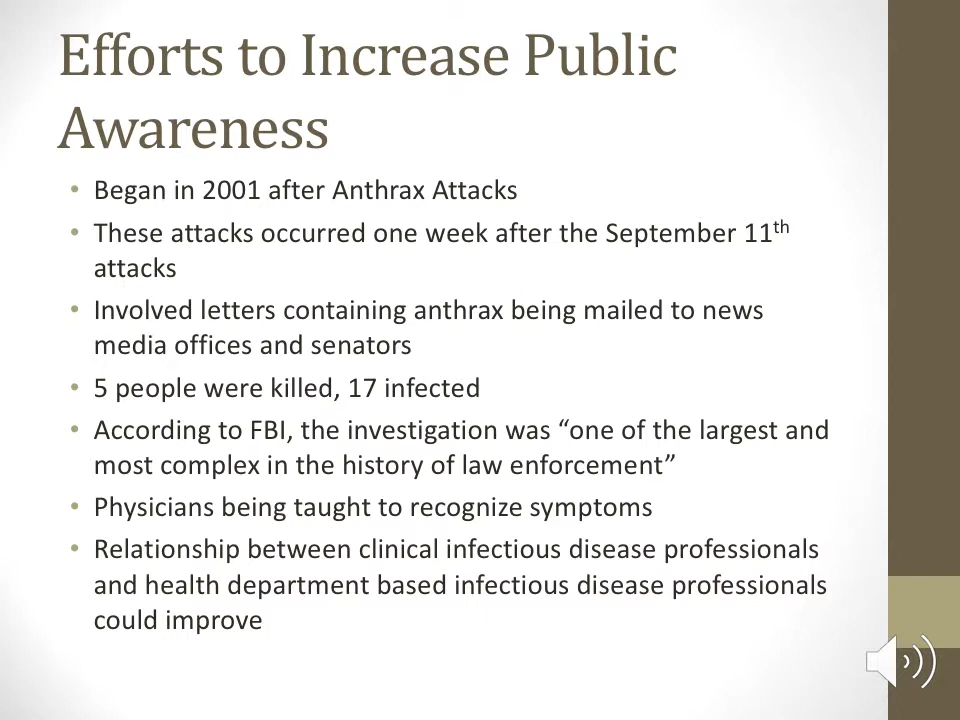 Efforts to Increase Public
Awareness
• Began in 2001 after Anthrax Attacks
• These attacks occurred one week after the September 11th
attacks
• Involved letters containing anthrax being mailed to news
media offices and senators
• 5 people were killed, 17 infected
• According to FBI, the investigation was “one of the largest and
most complex in the history of law enforcement”
• Physicians being taught to recognize symptoms
• Relationship between clinical infectious disease professionals
and health department based infectious disease professionals
could improve